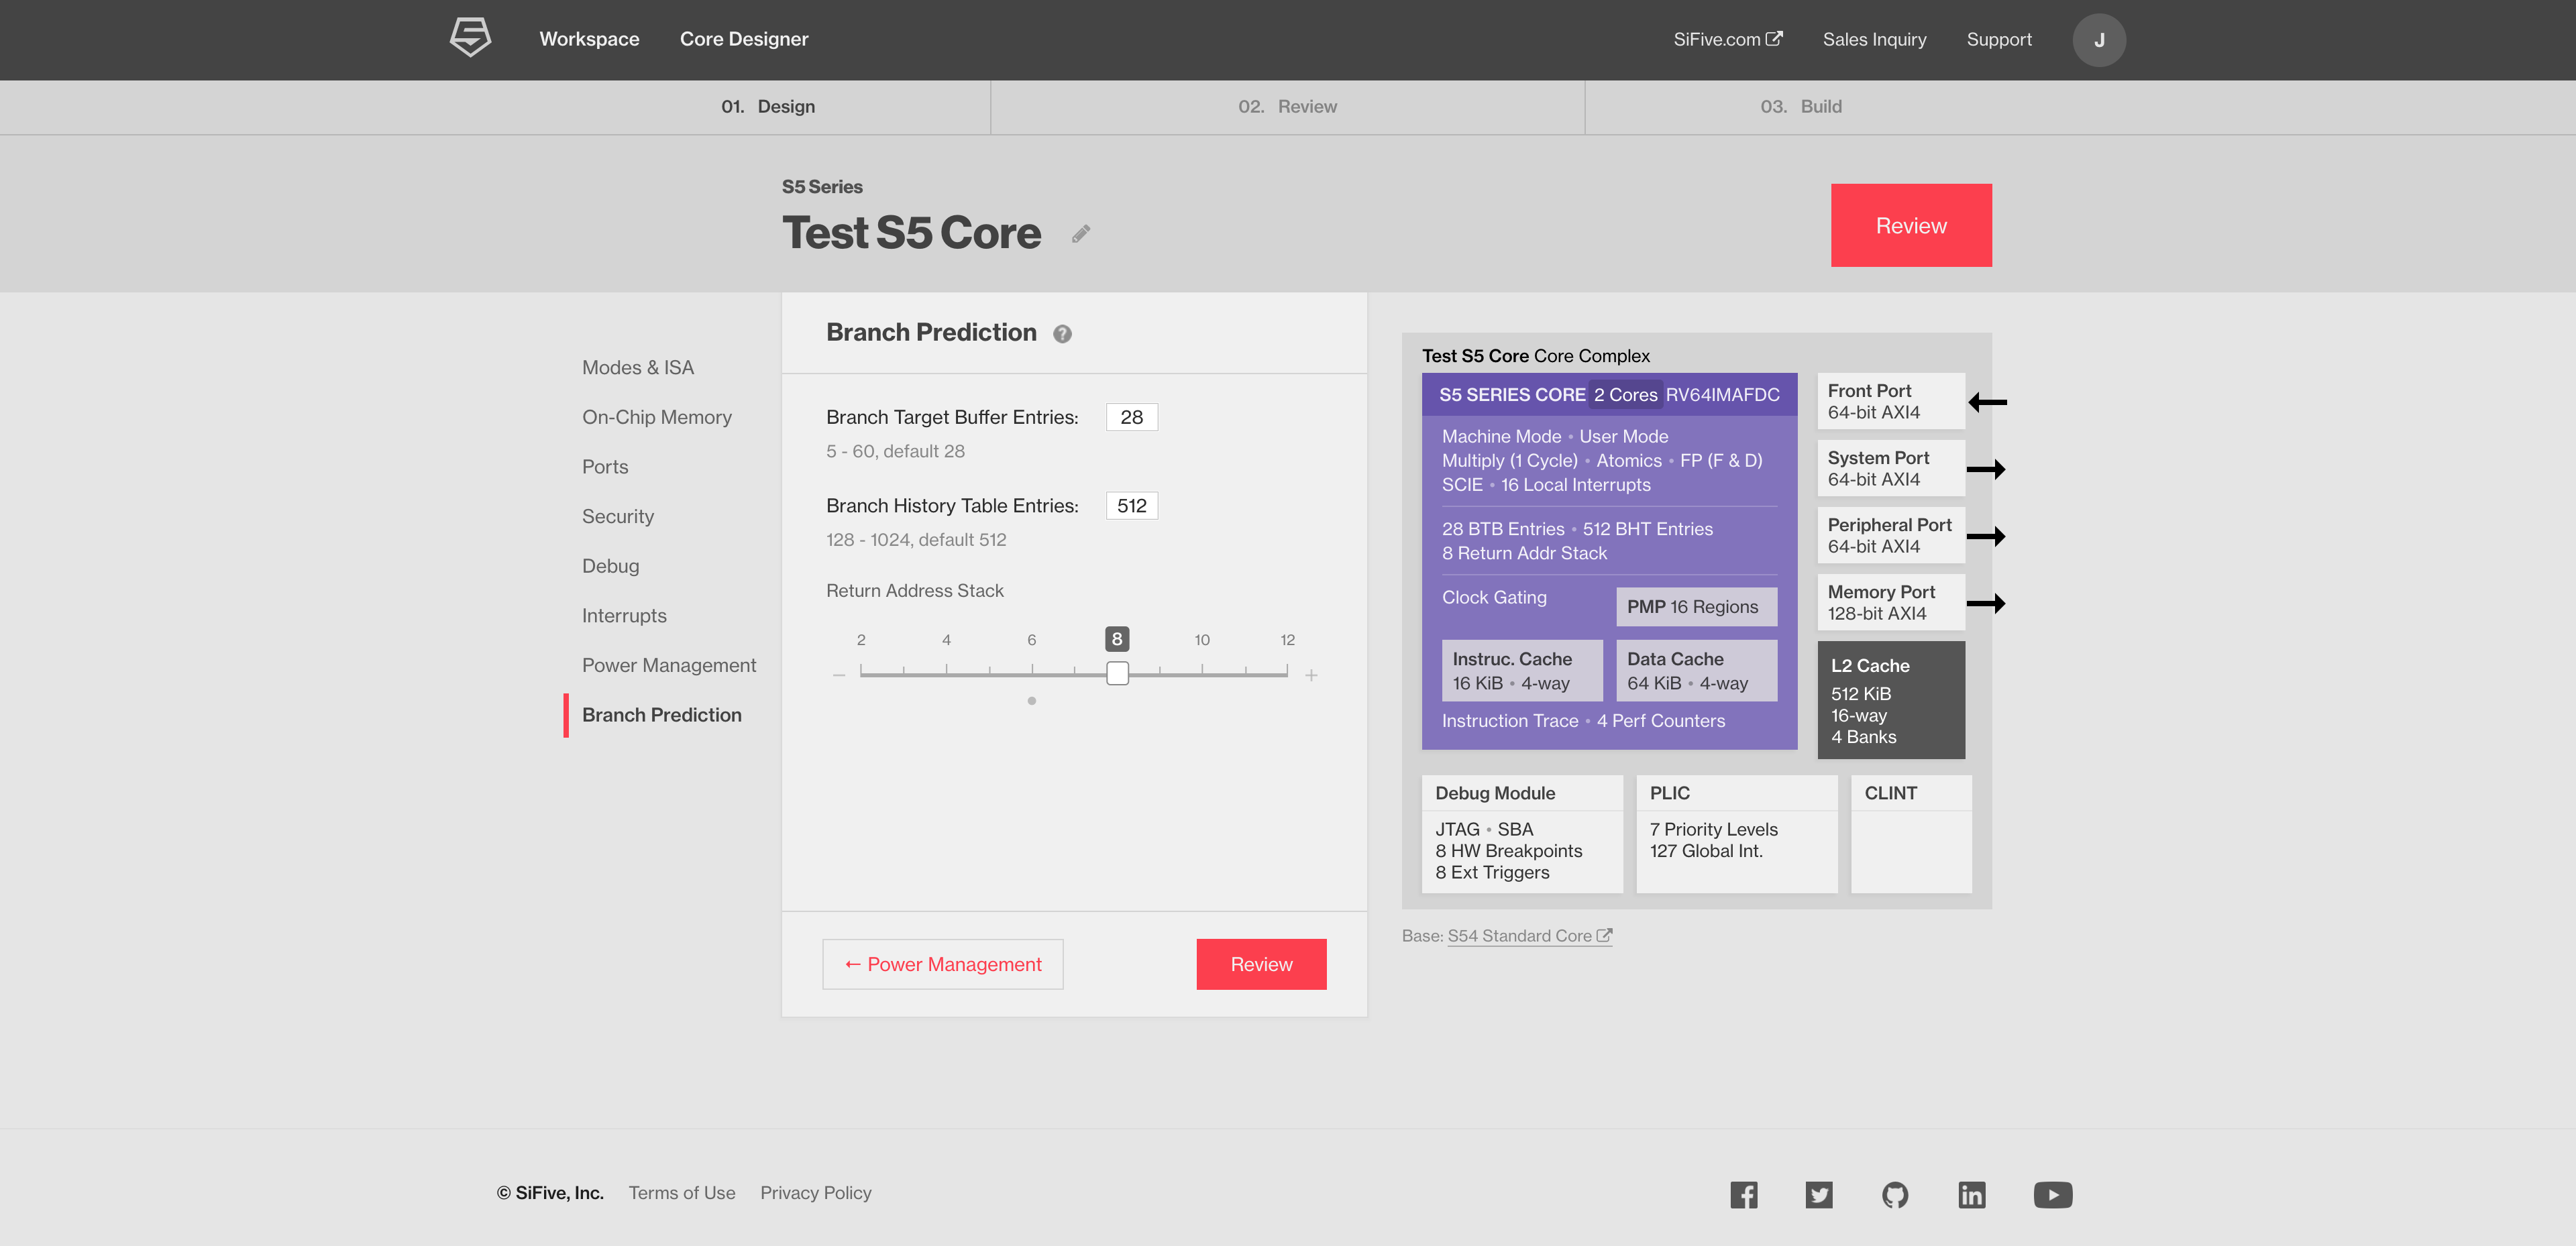 Workspace
Core Designer
SiFive.com
Sales Inquiry
Support
J
01. Design
02. Review
03. Build
S5 Series
Test S5 Core
Review
Modes & ISA
On-Chip Memory
Ports
Security
Debug
Interrupts
Power Management
Branch Prediction
Branch Prediction ?
Branch Target Buffer Entries: 28
5 - 60, default 28
Branch History Table Entries: 512
128 - 1024, default 512
Return Address Stack
2 4 6 8 10 12
− +
← Power Management
Review
Test S5 Core Core Complex
S5 SERIES CORE 2 Cores RV64IMAFDC
Machine Mode • User Mode
Multiply (1 Cycle) • Atomics • FP (F & D)
SCIE • 16 Local Interrupts
28 BTB Entries • 512 BHT Entries
8 Return Addr Stack
Clock Gating
PMP 16 Regions
Instruc. Cache
16 KiB • 4-way
Data Cache
64 KiB • 4-way
Instruction Trace • 4 Perf Counters
Front Port
64-bit AXI4
System Port
64-bit AXI4
Peripheral Port
64-bit AXI4
Memory Port
128-bit AXI4
L2 Cache
512 KiB
16-way
4 Banks
Debug Module
JTAG • SBA
8 HW Breakpoints
8 Ext Triggers
PLIC
7 Priority Levels
127 Global Int.
CLINT
Base: S54 Standard Core
© SiFive, Inc.
Terms of Use
Privacy Policy